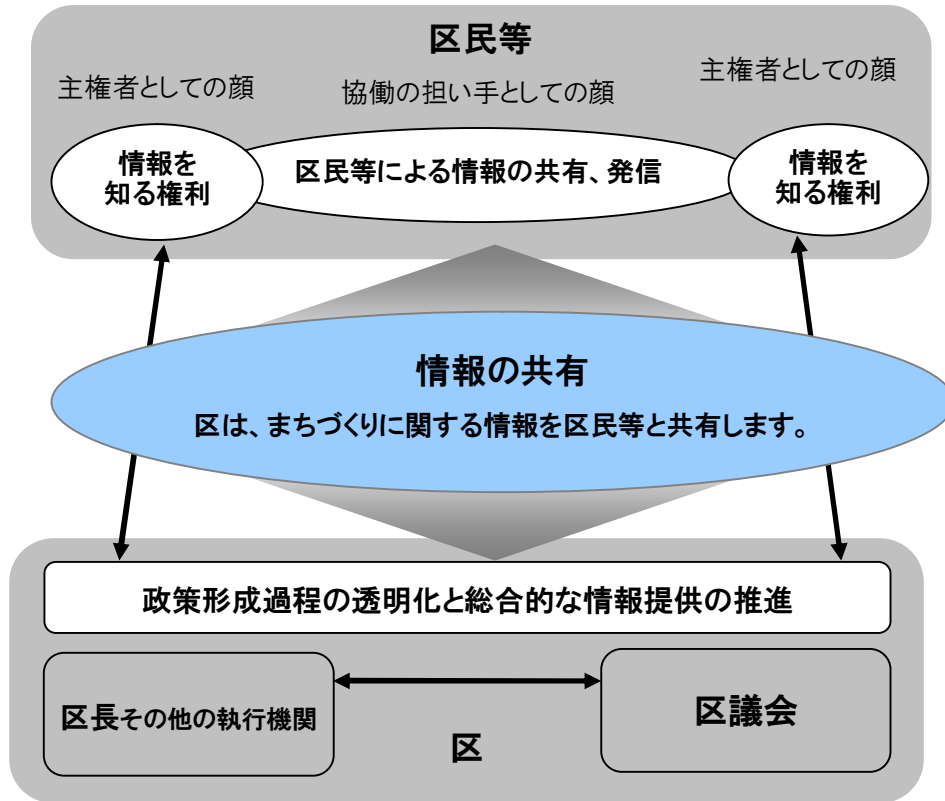 区民等
主権者としての顔
協働の担い手としての顔
主権者としての顔
情報を
知る権利
区民等による情報の共有、発信
情報を
知る権利
情報の共有
区は、まちづくりに関する情報を区民等と共有します。
政策形成過程の透明化と総合的な情報提供の推進
区長その他の執行機関
区議会
区